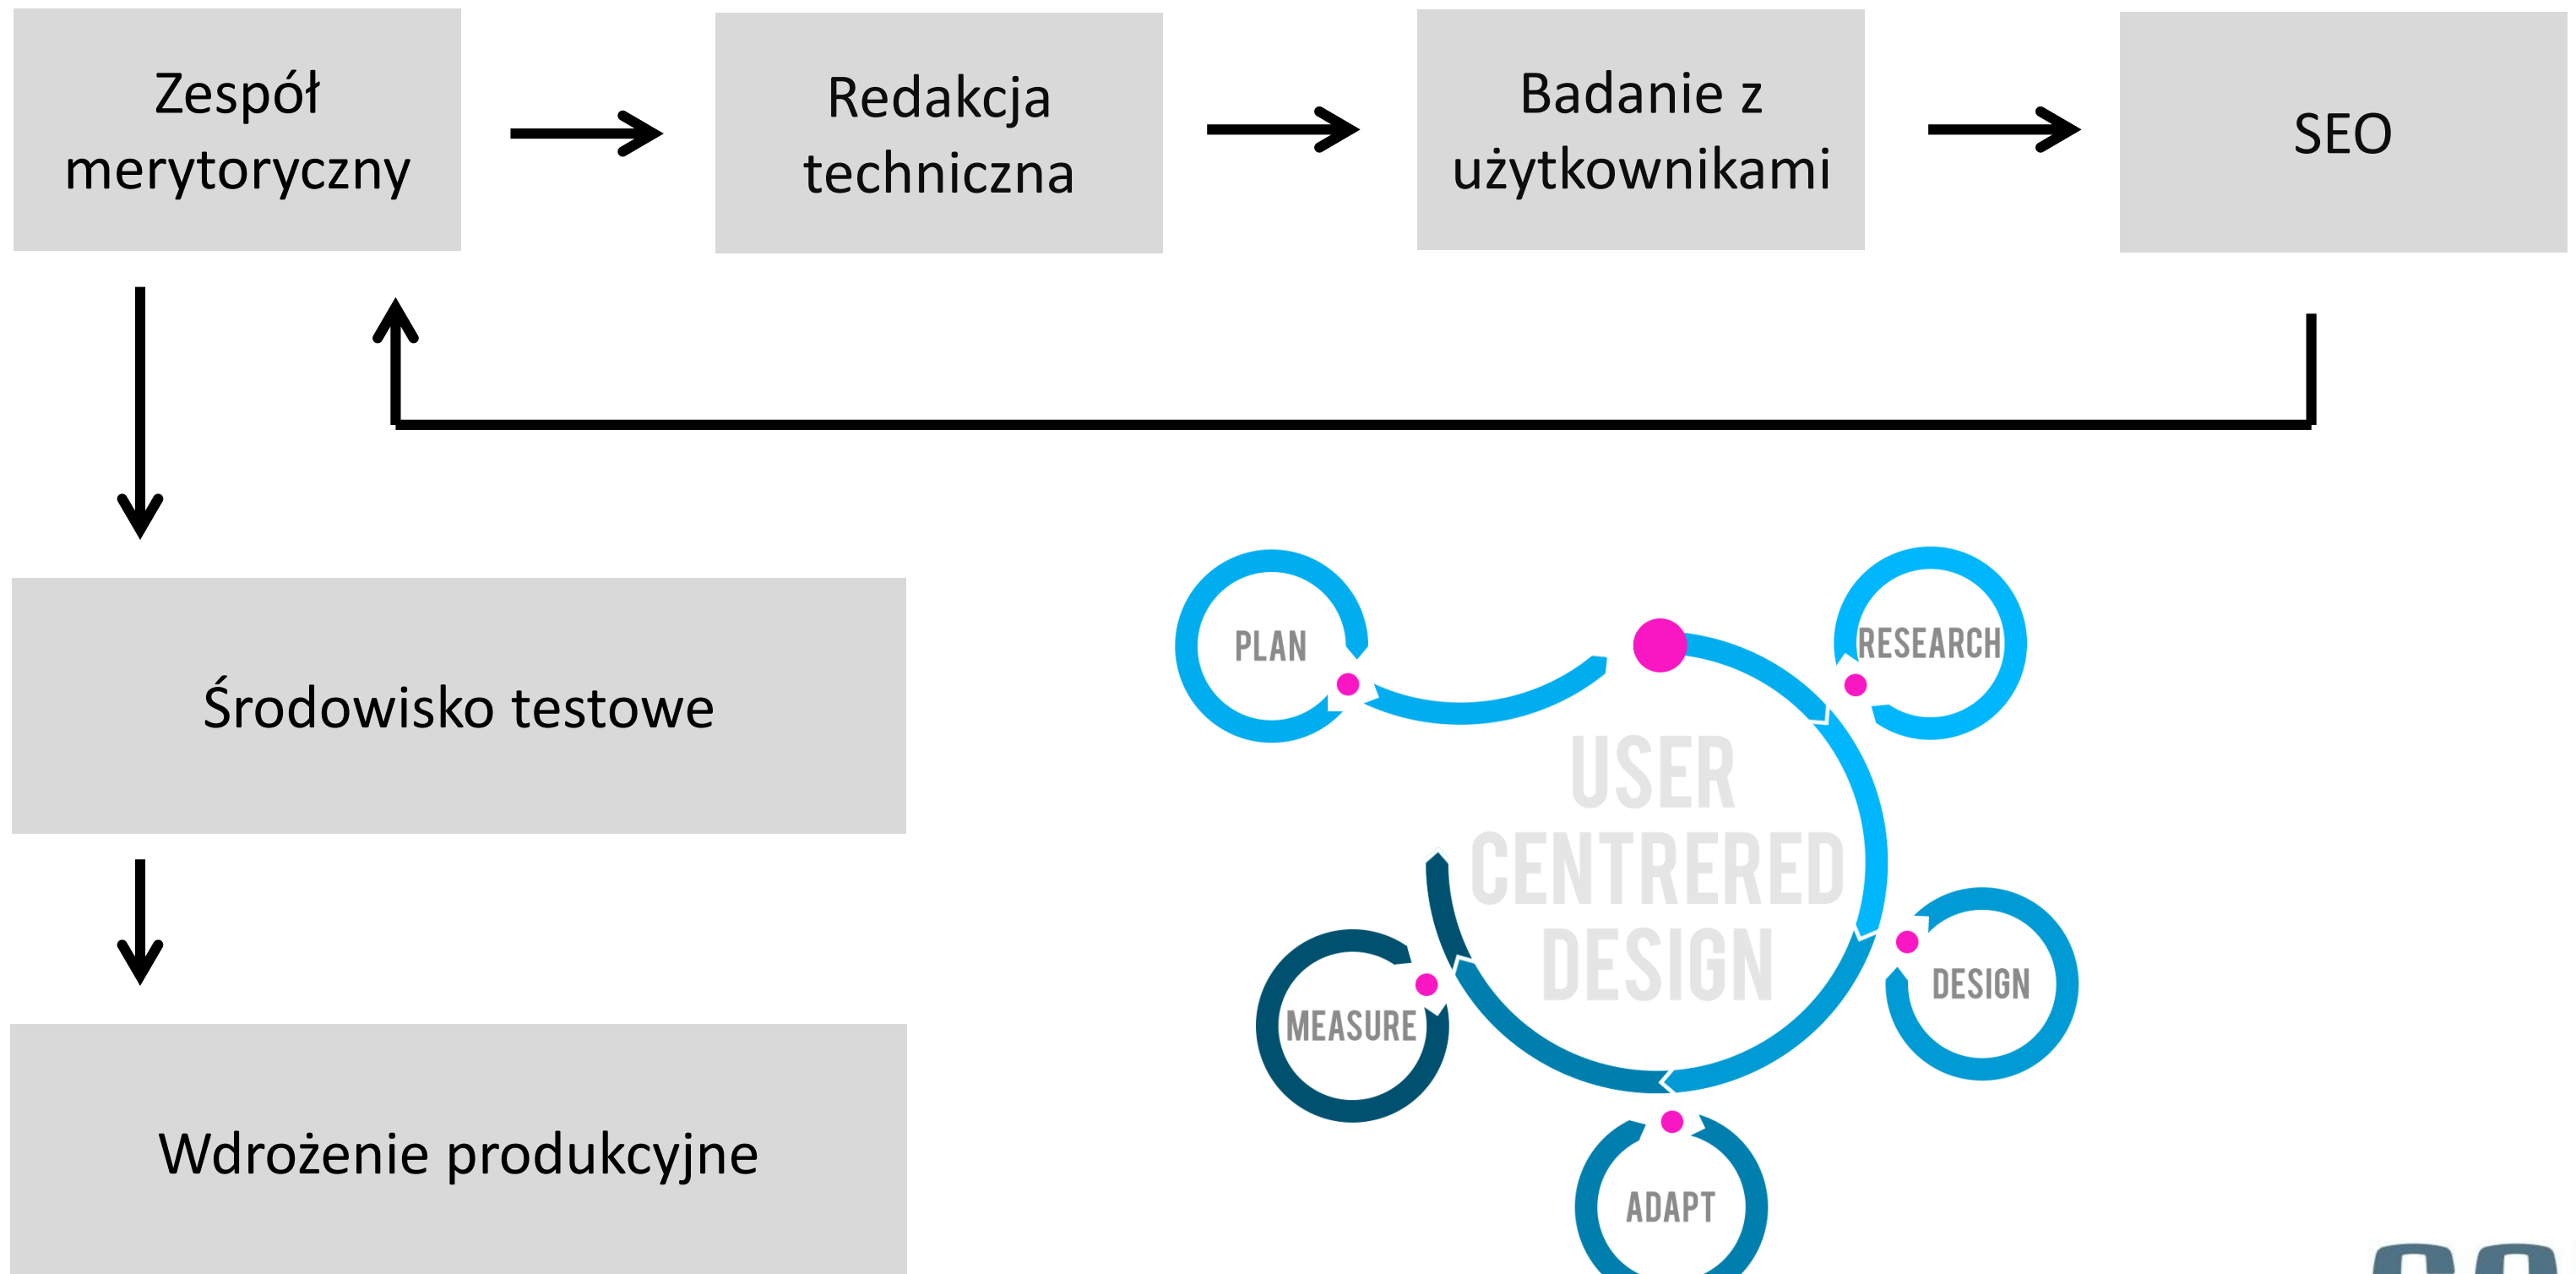 Zespół
merytoryczny
Redakcja
techniczna
Badanie z
użytkownikami
SEO
Środowisko testowe
Wdrożenie produkcyjne
PLAN
RESEARCH
USER
CENTRERED
DESIGN
DESIGN
MEASURE
ADAPT